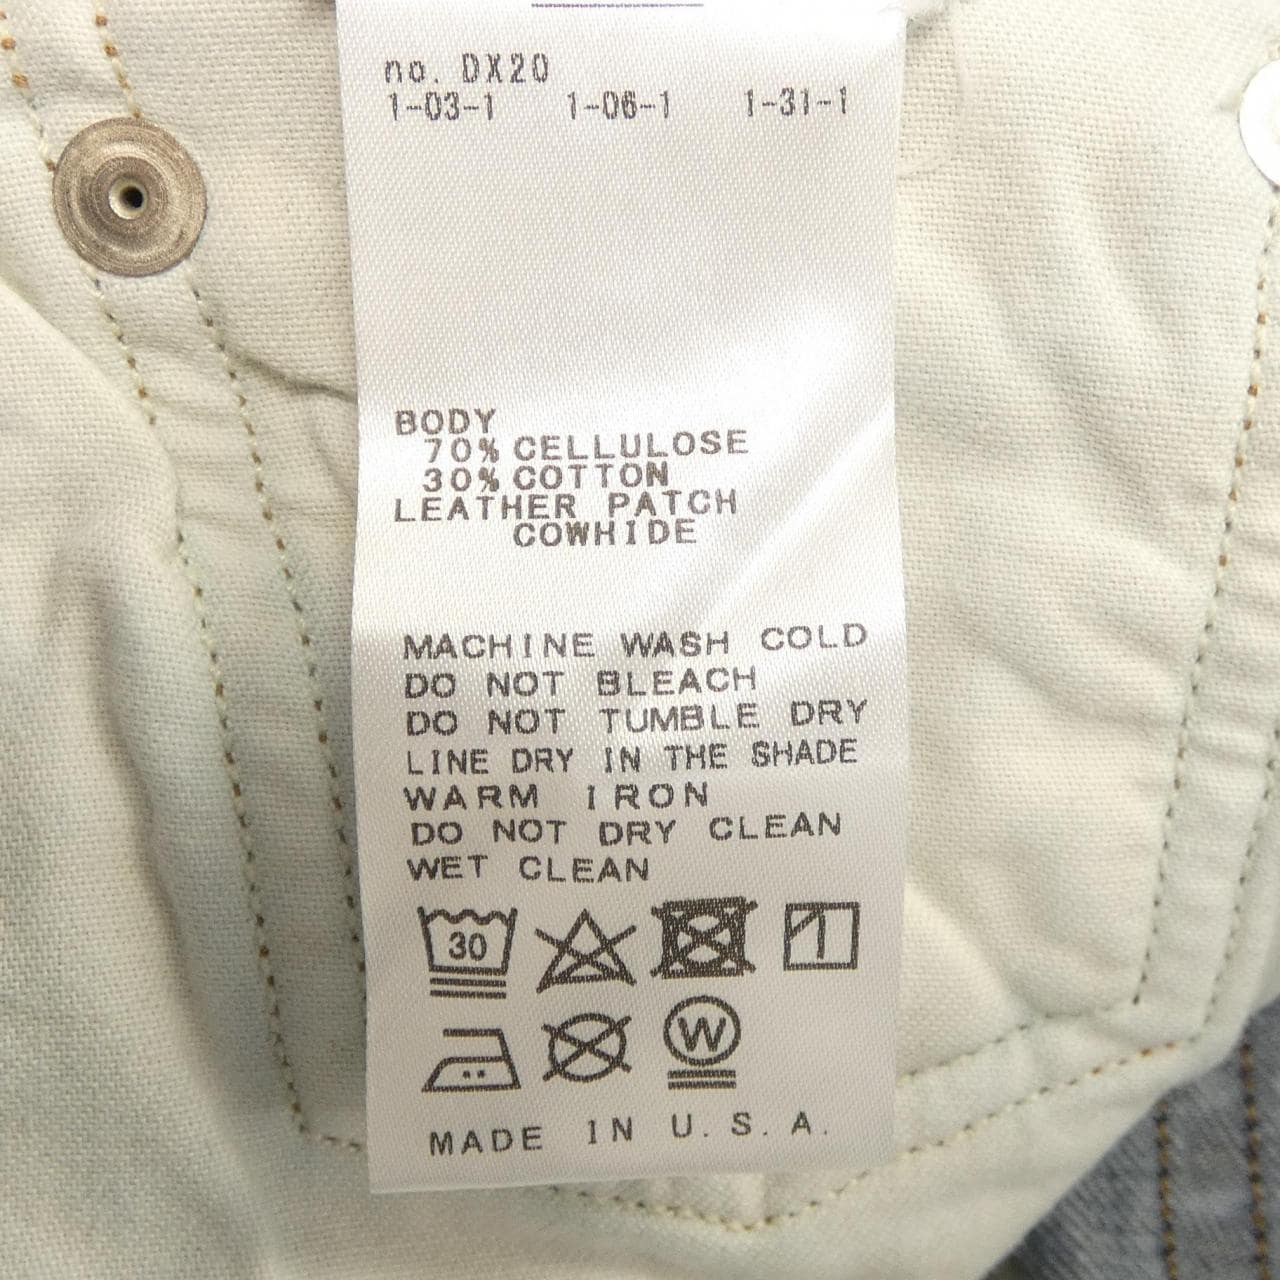 no. DX20
1-03-1 1-06-1 1-31-1
BODY
70% CELLULOSE
30% COTTON
LEATHER PATCH
COWHIDE
MACHINE WASH COLD
DO NOT BLEACH
DO NOT TUMBLE DRY
LINE DRY IN THE SHADE
WARM IRON
DO NOT DRY CLEAN
WET CLEAN
30
W
MADE IN U.S.A.